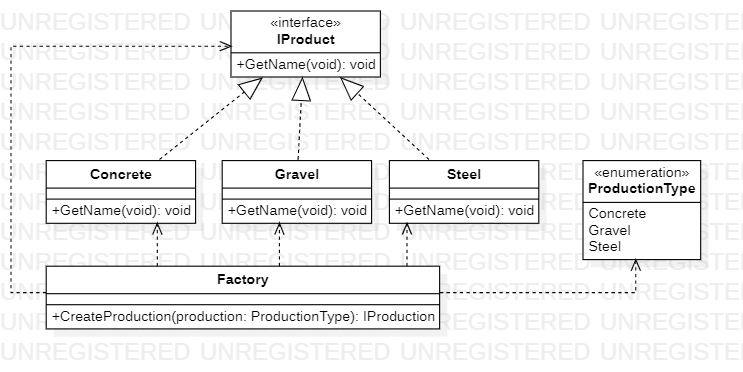 «interface»
IProduct
+GetName(void): void
Concrete
+GetName(void): void
Gravel
+GetName(void): void
Steel
+GetName(void): void
«enumeration»
ProductionType
Concrete
Gravel
Steel
Factory
+CreateProduction(production: ProductionType): IProduction
UNREGISTERED